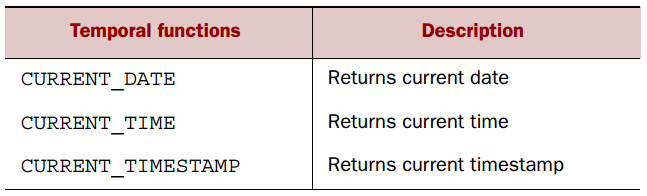 Temporal functions Description
CURRENT_DATE Returns current date
CURRENT_TIME Returns current time
CURRENT_TIMESTAMP Returns current timestamp